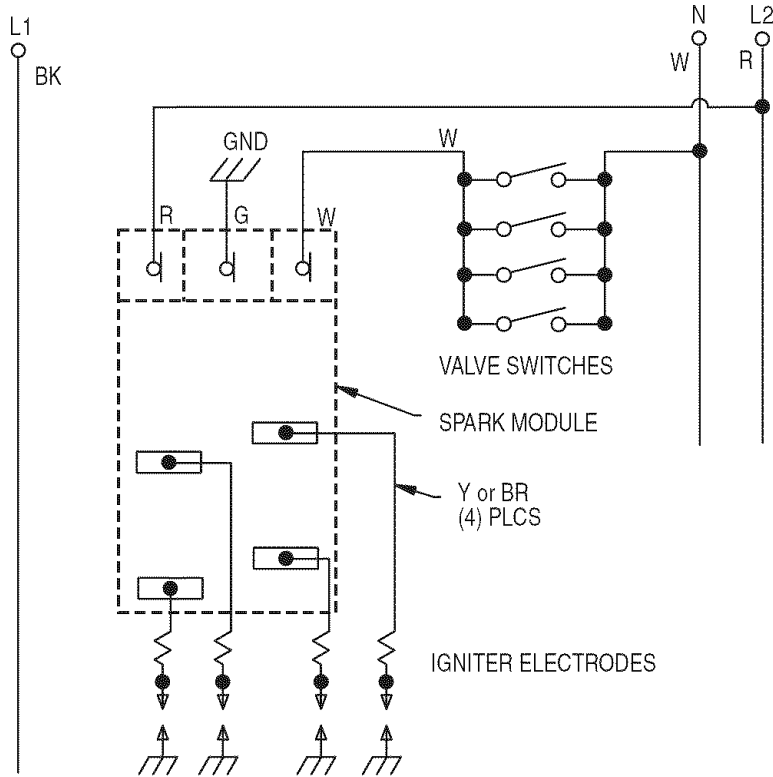 L1
N
L2
BK
W
R
GND
W
R
G
W
VALVE SWITCHES
SPARK MODULE
Y or BR
(4) PLCS
IGNITER ELECTRODES